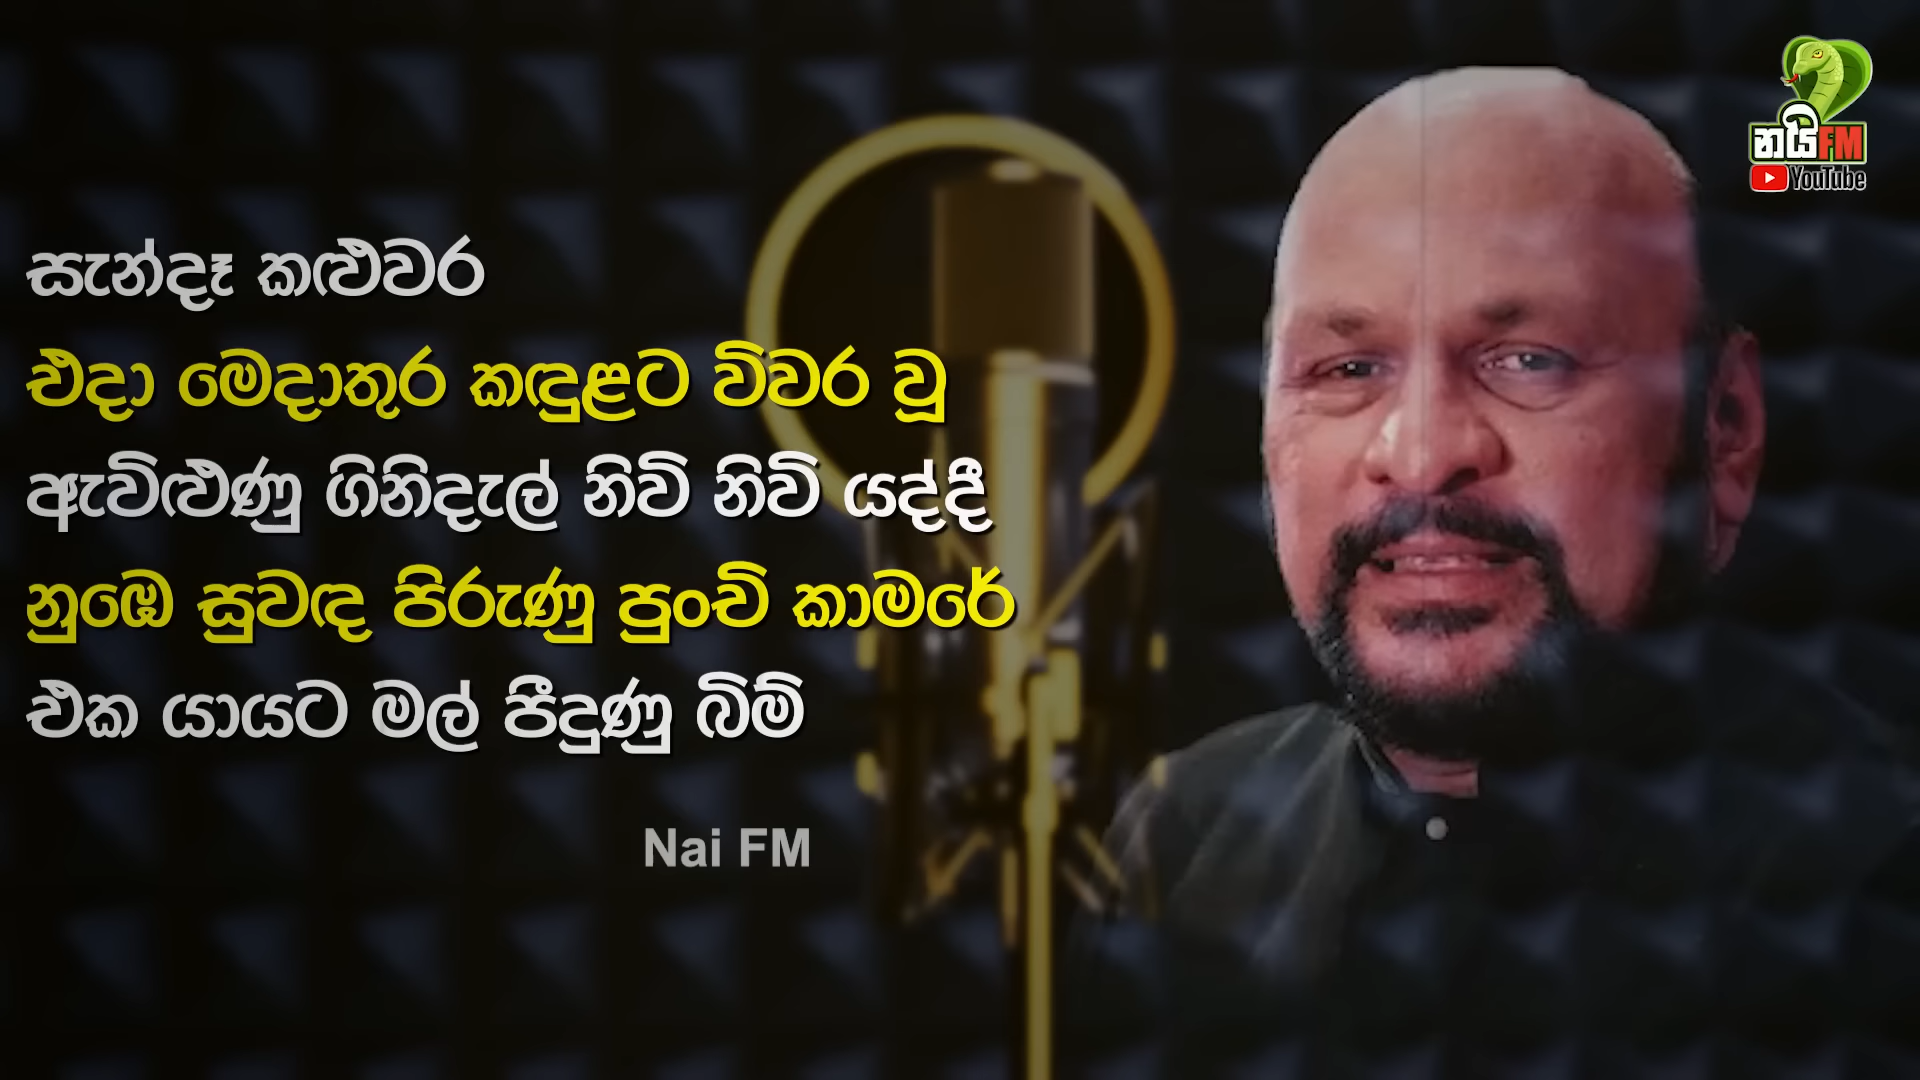 නයි FM
YouTube
සැන්දෑ කළුවර
එදා මෙදාතුර කඳුළට විවර වූ
ඇවිළුණු ගිනිදැල් නිවි නිවි යද්දී
නුඹෙ සුවඳ පිරුණු පුංචි කාමරේ
එක යායට මල් පීදුණු බිම්
Nai FM